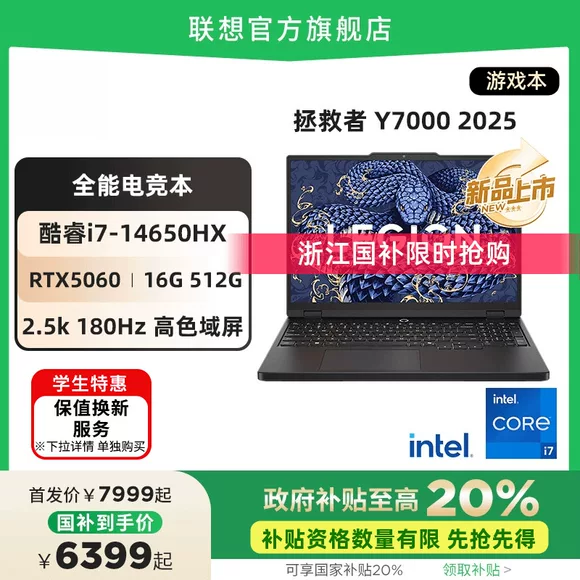 联想官方旗舰店
游戏本
拯救者 Y7000 2025
新品上市
全能电竞本
酷睿i7-14650HX
RTX5060 | 16G 512G
2.5k 180Hz 高色域屏
LEGION
浙江国补限时抢购
学生特惠
保值换新
服务
※下拉详情 单独购买
intel.
intel.
CORE
i7
首发价￥7999起
国补到手价
￥6399起
政府补贴至高20%
补贴资格数量有限 先抢先得
可享国家补贴20%
领取补贴 >